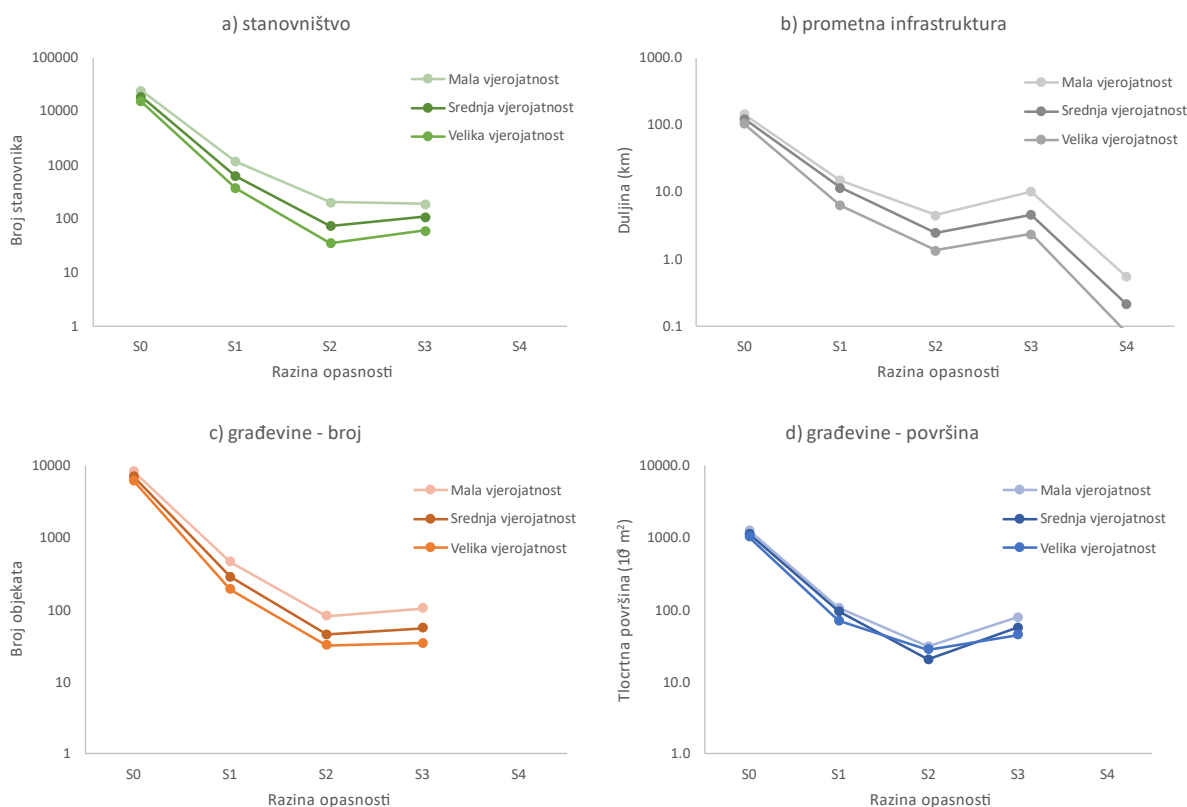 a) stanovništvo
100000
10000
1000
100
10
1
Broj stanovnika
Mala vjerojatnost
Srednja vjerojatnost
Velika vjerojatnost
S0 S1 S2 S3 S4
Razina opasnosti
b) prometna infrastruktura
1000.0
100.0
10.0
1.0
0.1
Duljina (km)
Mala vjerojatnost
Srednja vjerojatnost
Velika vjerojatnost
S0 S1 S2 S3 S4
Razina opasnosti
c) građevine - broj
10000
1000
100
10
1
Broj objekata
Mala vjerojatnost
Srednja vjerojatnost
Velika vjerojatnost
S0 S1 S2 S3 S4
Razina opasnosti
d) građevine - površina
10000.0
1000.0
100.0
10.0
1.0
Tlocrtna površina (10³ m²)
Mala vjerojatnost
Srednja vjerojatnost
Velika vjerojatnost
S0 S1 S2 S3 S4
Razina opasnosti